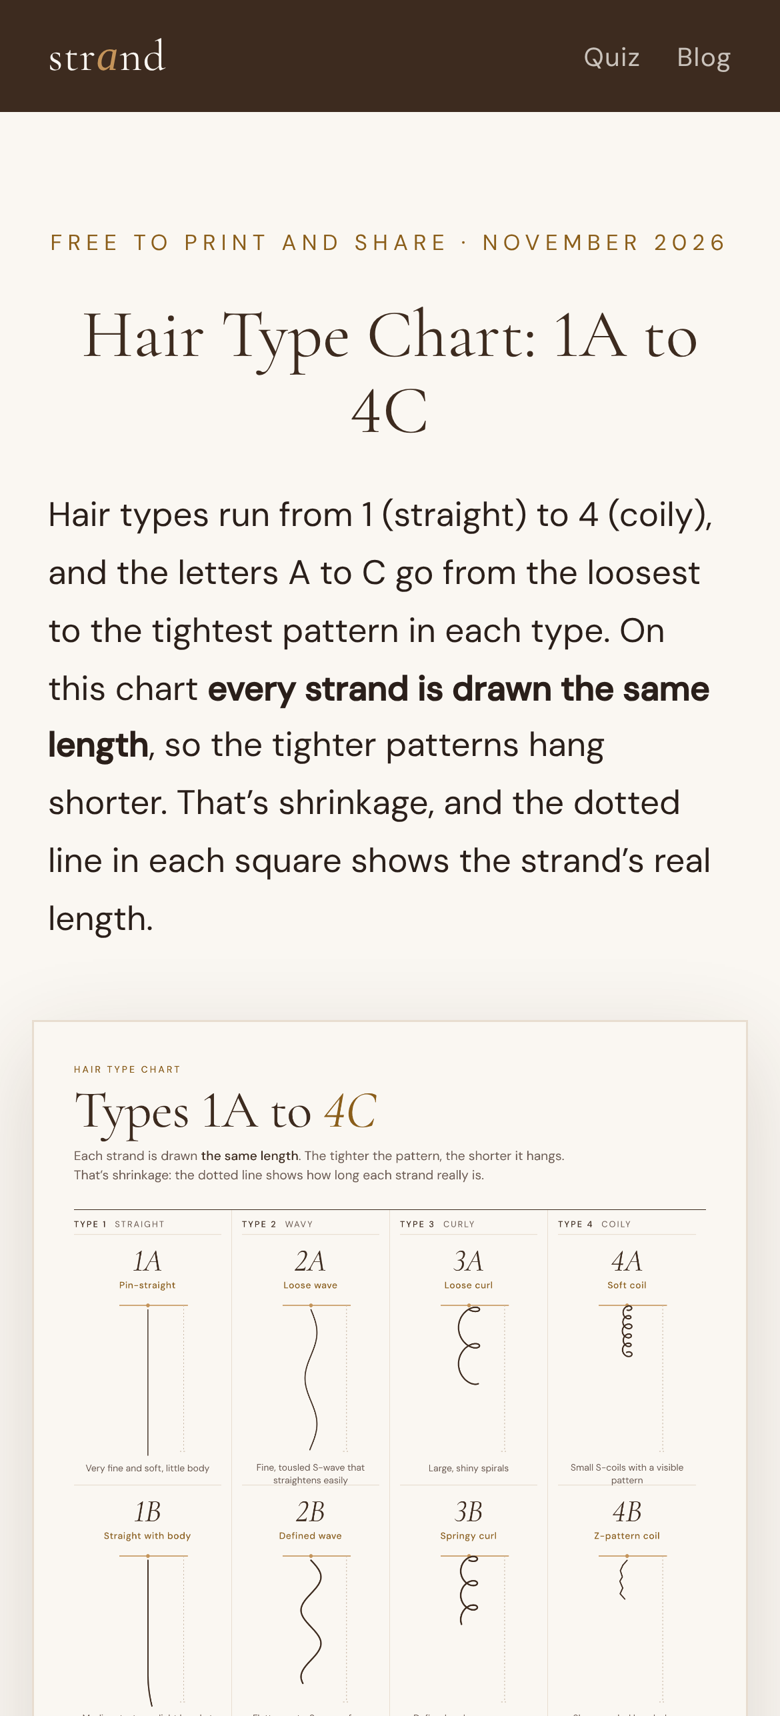 strand
Quiz Blog
FREE TO PRINT AND SHARE · NOVEMBER 2026
Hair Type Chart: 1A to
4C
Hair types run from 1 (straight) to 4 (coily),
and the letters A to C go from the loosest
to the tightest pattern in each type. On
this chart every strand is drawn the same
length, so the tighter patterns hang
shorter. That’s shrinkage, and the dotted
line in each square shows the strand’s real
length.
HAIR TYPE CHART
Types 1A to 4C
Each strand is drawn the same length. The tighter the pattern, the shorter it hangs.
That’s shrinkage: the dotted line shows how long each strand really is.
TYPE 1 STRAIGHT
TYPE 2 WAVY
TYPE 3 CURLY
TYPE 4 COILY
1A
Pin-straight
Very fine and soft, little body
2A
Loose wave
Fine, tousled S-wave that
straightens easily
3A
Loose curl
Large, shiny spirals
4A
Soft coil
Small S-coils with a visible
pattern
1B
Straight with body
2B
Defined wave
3B
Springy curl
4B
Z-pattern coil